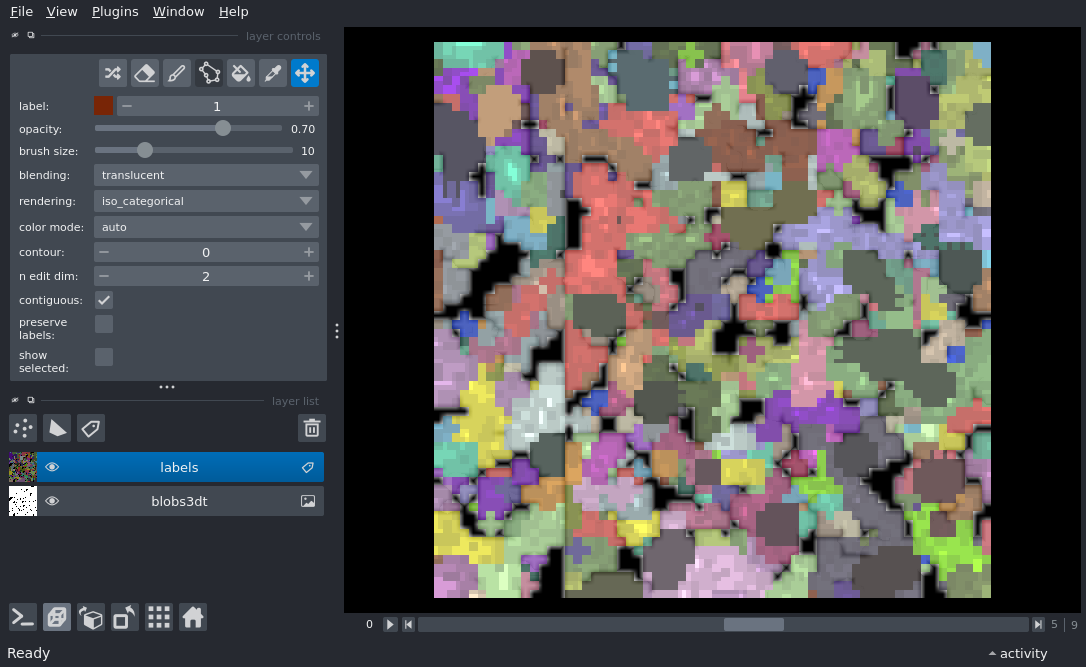 File View Plugins Window Help
layer controls
label: 1
opacity: 0.70
brush size: 10
blending: translucent
rendering: iso_categorical
color mode: auto
contour: 0
n edit dim: 2
contiguous:
preserve
labels:
show
selected:
layer list
labels
blobs3dt
0 5 | 9
Ready activity